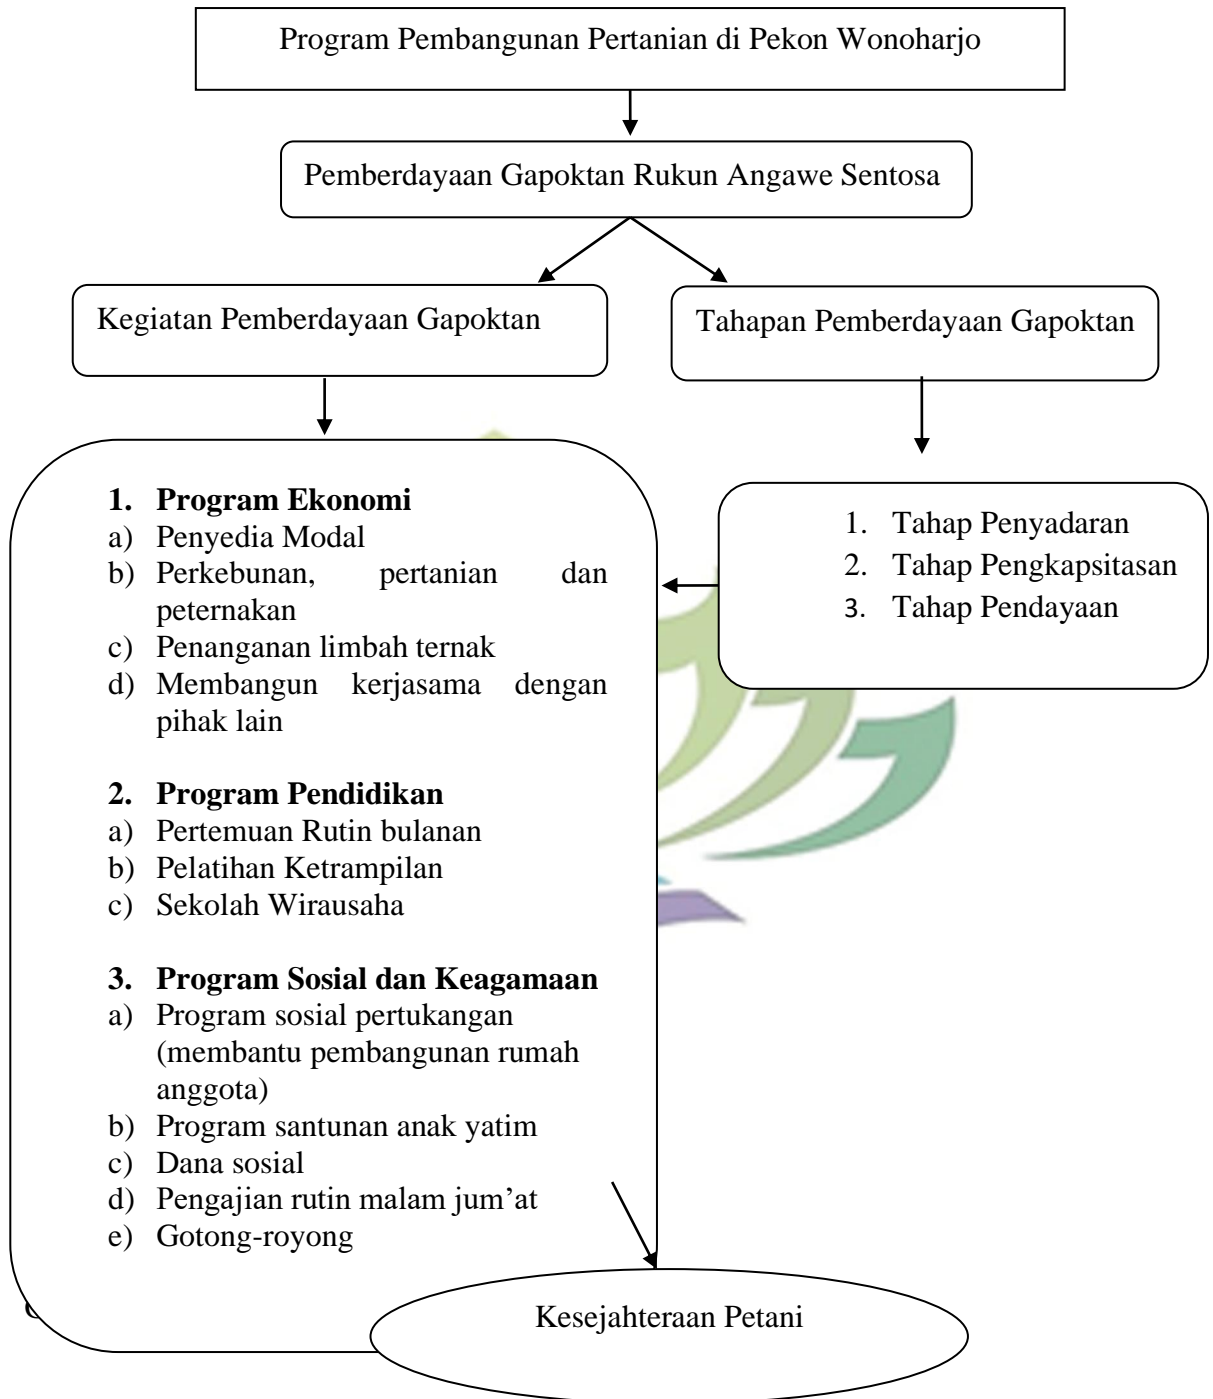 Program Pembangunan Pertanian di Pekon Wonoharjo
Pemberdayaan Gapoktan Rukun Angawe Sentosa
Kegiatan Pemberdayaan Gapoktan
Tahapan Pemberdayaan Gapoktan
1. Program Ekonomi
a) Penyedia Modal
b) Perkebunan, pertanian dan
peternakan
c) Penanganan limbah ternak
d) Membangun kerjasama dengan
pihak lain
2. Program Pendidikan
a) Pertemuan Rutin bulanan
b) Pelatihan Ketrampilan
c) Sekolah Wirausaha
3. Program Sosial dan Keagamaan
a) Program sosial pertukangan
(membantu pembangunan rumah
anggota)
b) Program santunan anak yatim
c) Dana sosial
d) Pengajian rutin malam jum’at
e) Gotong-royong
1. Tahap Penyadaran
2. Tahap Pengkapsitasan
3. Tahap Pendayaan
Kesejahteraan Petani